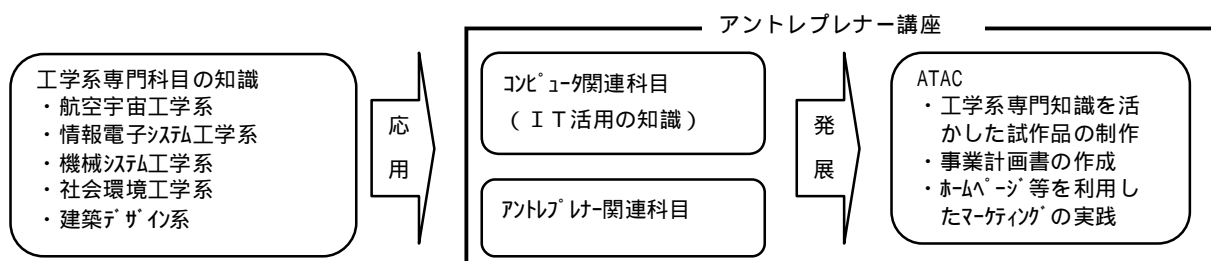 アントレプレナー講座
工学系専門科目の知識
・航空宇宙工学系
・情報電子システム工学系
・機械システム工学系
・社会環境工学系
・建築デザイン系
応
用
コンピュータ関連科目
(IT活用の知識)
アントレプレナー関連科目
発
展
ATAC
・工学系専門知識を活
かした試作品の制作
・事業計画書の作成
・ホームページ等を利用し
たマーケティングの実践